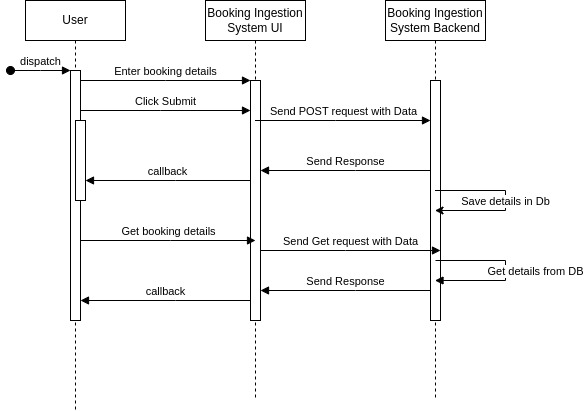 User
Booking Ingestion
System UI
Booking Ingestion
System Backend
dispatch
Enter booking details
Click Submit
Send POST request with Data
Send Response
callback
Save details in Db
Get booking details
Send Get request with Data
Get details from DB
Send Response
callback